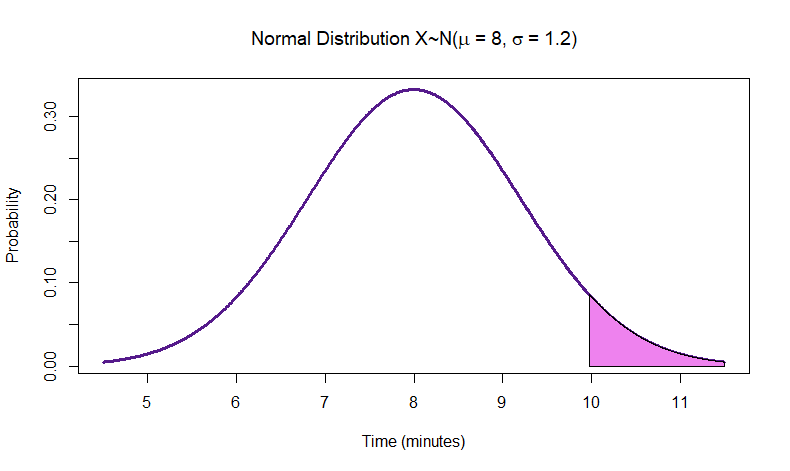 Normal Distribution X~N(μ = 8, σ = 1.2)
Probability
0.30
0.20
0.10
0.00
5 6 7 8 9 10 11
Time (minutes)